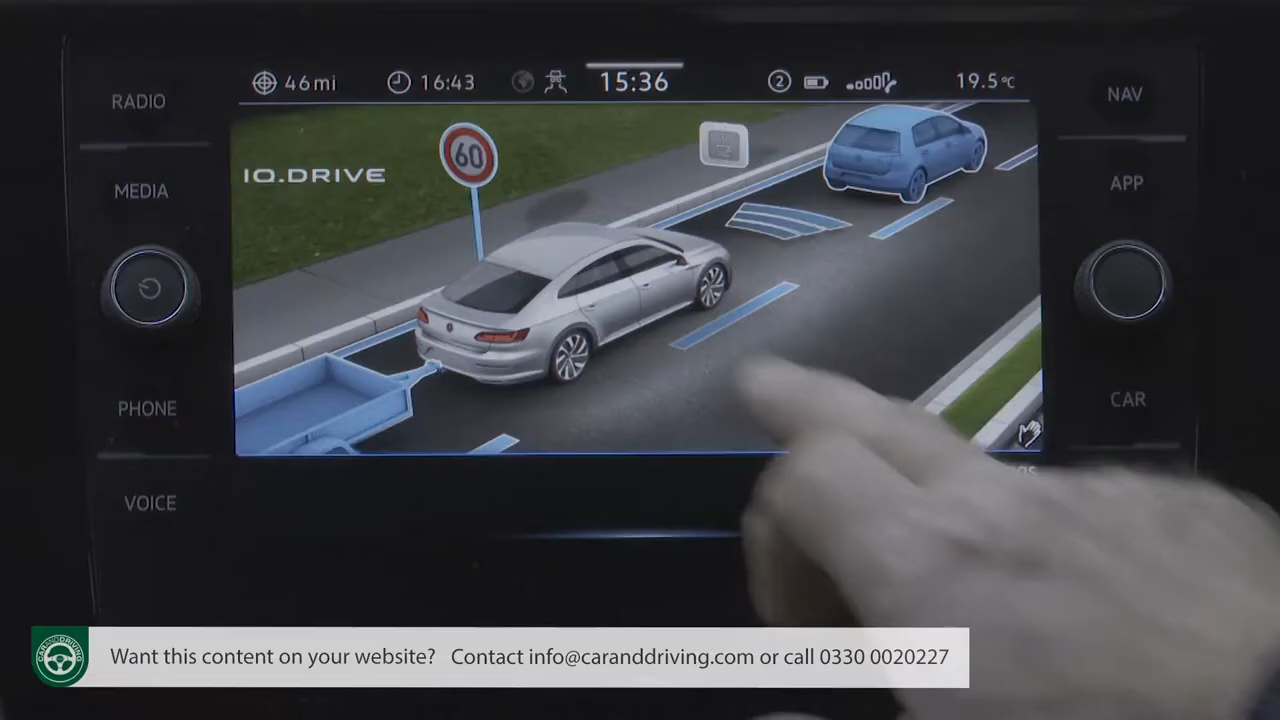 46mi 16:43 15:36 2 19.5°C
RADIO
NAV
60
IQ.DRIVE
MEDIA
APP
PHONE
CAR
VOICE
CARANDDRIVING
Want this content on your website? Contact info@caranddriving.com or call 0330 0020227